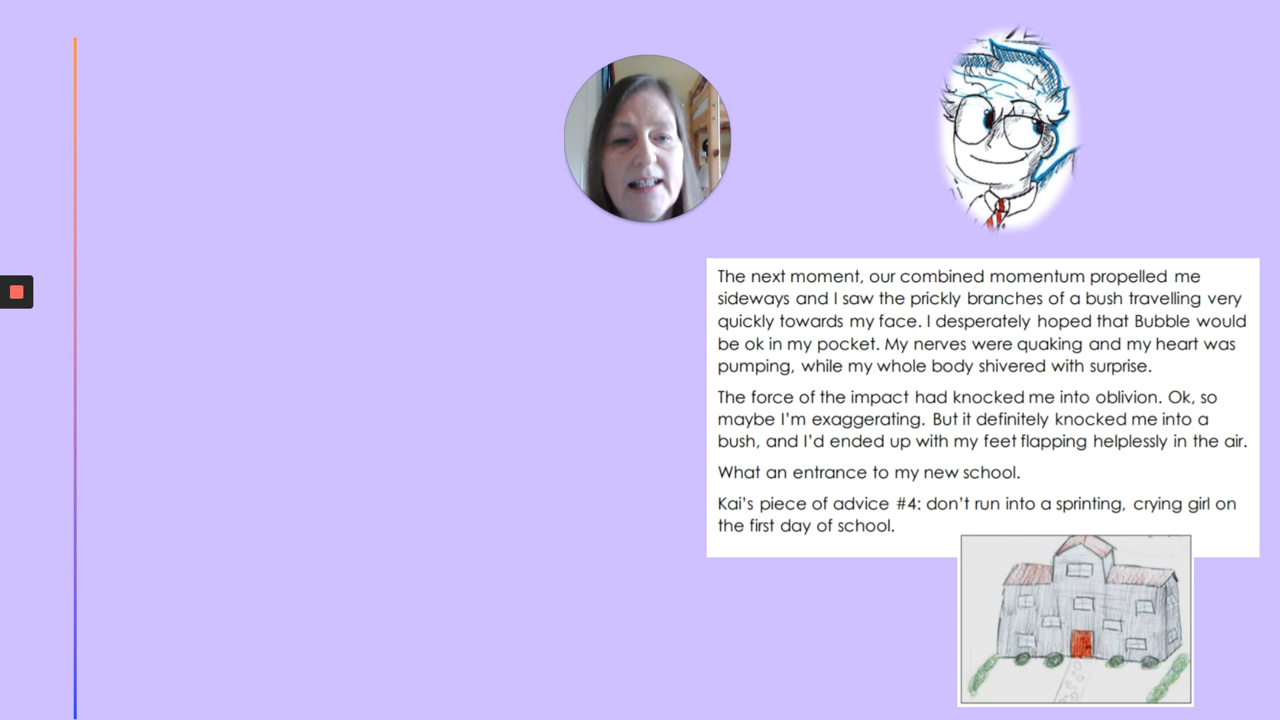 The next moment, our combined momentum propelled me
sideways and I saw the prickly branches of a bush travelling very
quickly towards my face. I desperately hoped that Bubble would
be ok in my pocket. My nerves were quaking and my heart was
pumping, while my whole body shivered with surprise.
The force of the impact had knocked me into oblivion. Ok, so
maybe I'm exaggerating. But it definitely knocked me into a
bush, and I'd ended up with my feet flapping helplessly in the air.
What an entrance to my new school.
Kai's piece of advice #4: don't run into a sprinting, crying girl on
the first day of school.